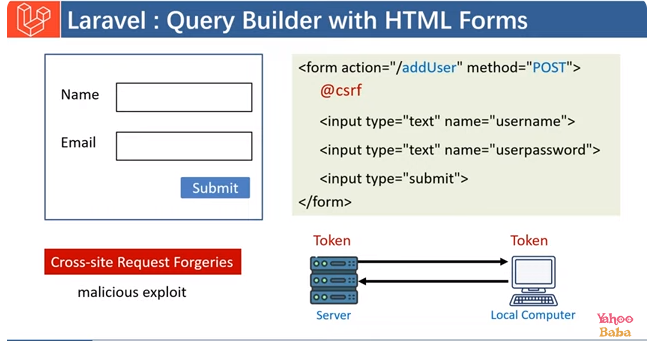 Laravel : Query Builder with HTML Forms
Name
Email
Submit
<form action="/addUser" method="POST">
@csrf
<input type="text" name="username">
<input type="text" name="userpassword">
<input type="submit">
</form>
Cross-site Request Forgeries
malicious exploit
Token
Token
Server
Local Computer
Yahoo
Baba